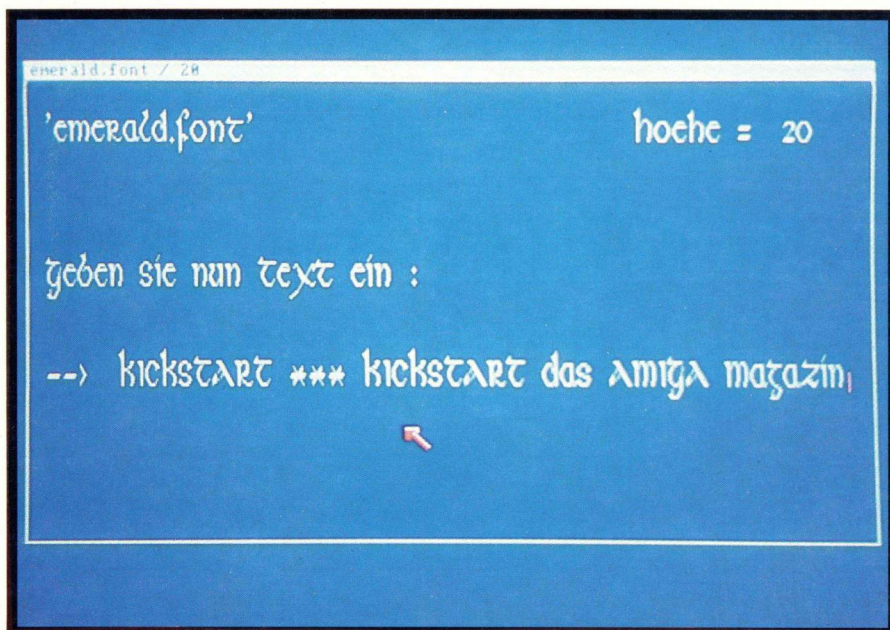 emerald.font / 20
'emerald.font' hoehe = 20
geben sie nun text ein :
--> KICKSTART *** KICKSTART das AMIGA magazin